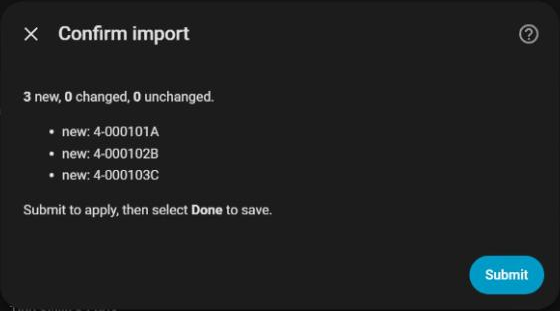 Confirm import
3 new, 0 changed, 0 unchanged.
• new: 4-000101A
• new: 4-000102B
• new: 4-000103C
Submit to apply, then select Done to save.
Submit